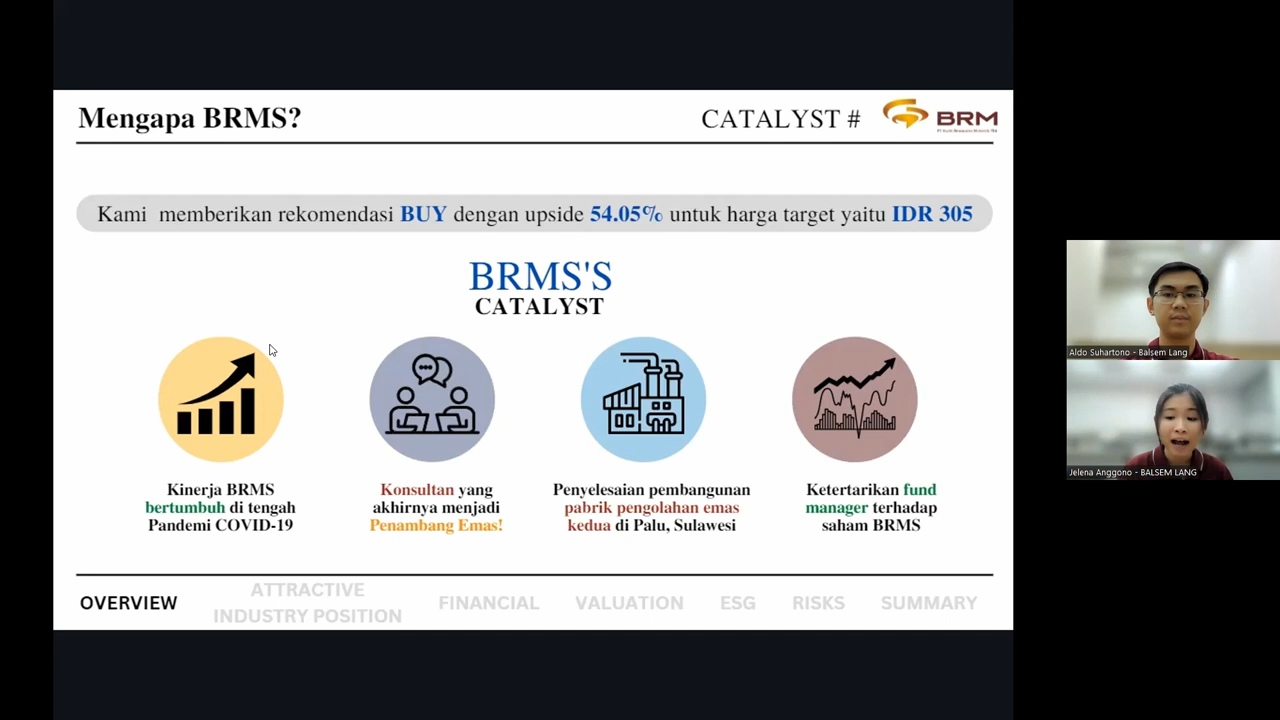 Mengapa BRMS?
CATALYST #
BRM
Kami memberikan rekomendasi BUY dengan upside 54.05% untuk harga target yaitu IDR 305
BRMS'S
CATALYST
Kinerja BRMS
bertumbuh di tengah
Pandemi COVID-19
Konsultan yang
akhirnya menjadi
Penambang Emas!
Penyelesaian pembangunan
pabrik pengolahan emas
kedua di Palu, Sulawesi
Ketertarikan fund
manager terhadap
saham BRMS
OVERVIEW
ATTRACTIVE
INDUSTRY POSITION
FINANCIAL
VALUATION
ESG
RISKS
SUMMARY
Aldo Suhartono - Balsem Lang
Jelena Anggono - BALSEM LANG